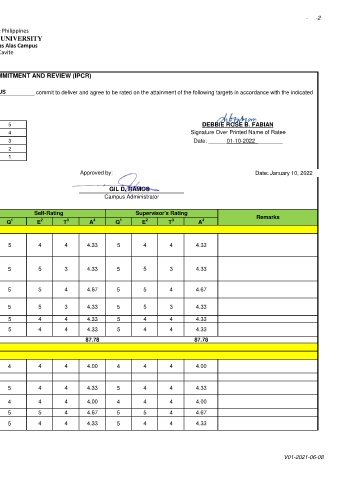 -2
Philippines
UNIVERSITY
as Alas Campus
Cavite
MMITMENT AND REVIEW (IPCR)
US commit to deliver and agree to be rated on the attainment of the following targets in accordance with the indicated
DEBBIE ROSE B. FABIAN
5 Signature Over Printed Name of Ratee
4
3 Date: 01-10-2022
2
1
Approved by: Date: January 10, 2022
GIL D. RAMOS
Campus Administrator
Self-Rating Supervisor's Rating Remarks
Q1 E2 T3 A4 Q1 E2 T3 A4
5 4 4 4.33 5 4 4 4.33
5 5 3 4.33 5 5 3 4.33
5 5 4 4.67 5 5 4 4.67
5 5 3 4.33 5 5 3 4.33
5 4 4 4.33 5 4 4 4.33
5 4 4 4.33 5 4 4 4.33
87.78 87.78
4 4 4 4.00 4 4 4 4.00
5 4 4 4.33 5 4 4 4.33
4 4 4 4.00 4 4 4 4.00
5 5 4 4.67 5 5 4 4.67
5 4 4 4.33 5 4 4 4.33
V01-2021-06-08